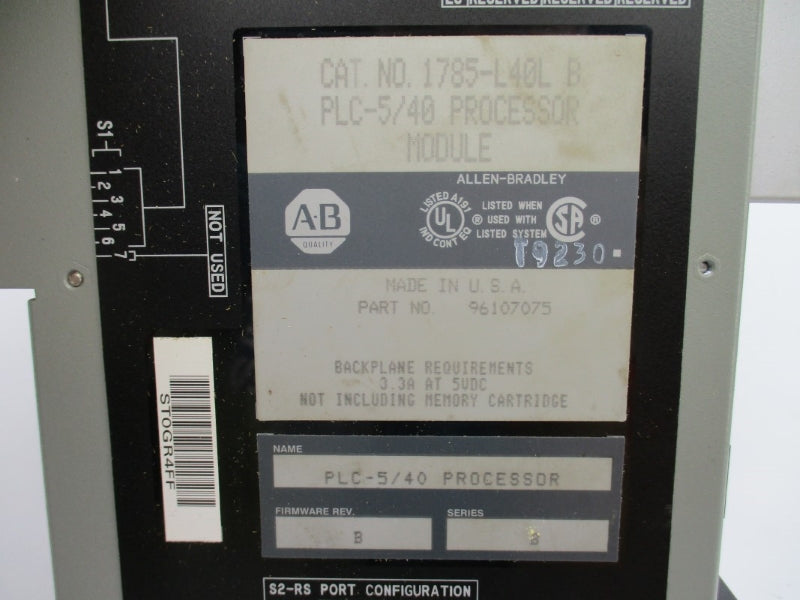 RESERVED RESERVED RESERVED
CAT. NO. 1785-L40L B
PLC-5/40 PROCESSOR
MODULE
S1
1 2 3 4 5 6 7
NOT USED
ALLEN-BRADLEY
A-B
QUALITY
LISTED A191
UL ®
IND CONT EQ
LISTED WHEN
USED WITH
LISTED SYSTEM
SA ®
T9230
MADE IN U.S.A.
PART NO. 96107075
BACKPLANE REQUIREMENTS
3.3A AT 5VDC
NOT INCLUDING MEMORY CARTRIDGE
ST0GR4FF
NAME
PLC-5/40 PROCESSOR
FIRMWARE REV.
B
SERIES
B
S2-RS PORT CONFIGURATION